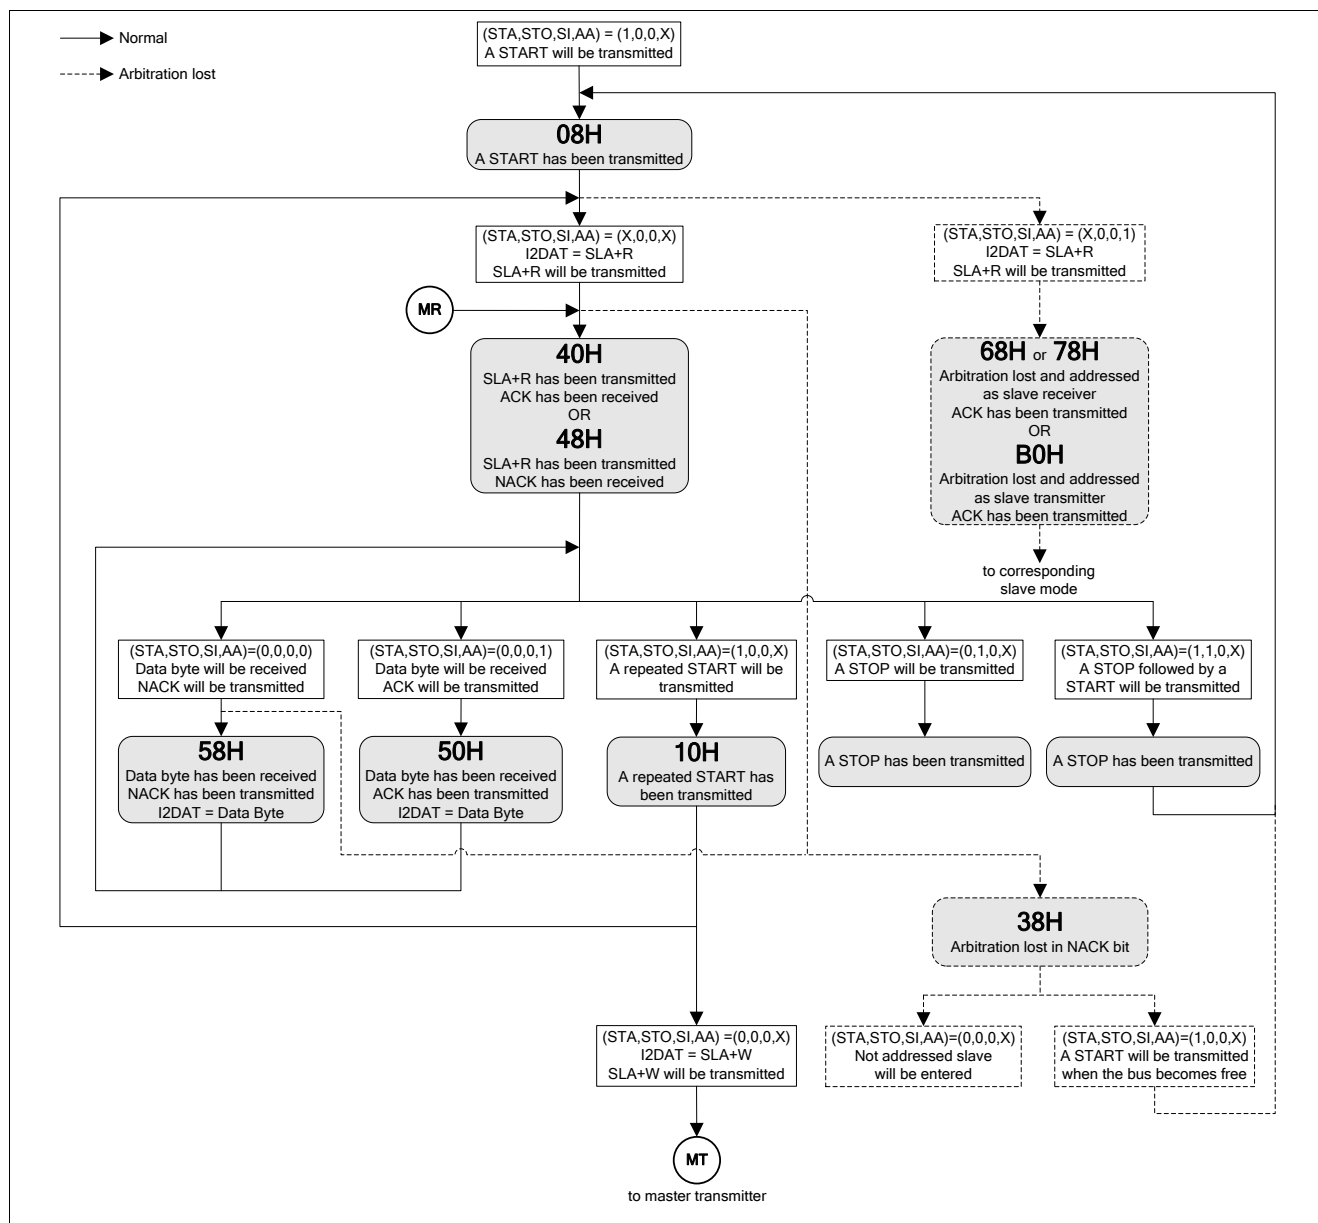 Normal
Arbitration lost
(STA,STO,SI,AA) = (1,0,0,X)
A START will be transmitted
08H
A START has been transmitted
(STA,STO,SI,AA) = (X,0,0,X)
I2DAT = SLA+R
SLA+R will be transmitted
(STA,STO,SI,AA) = (X,0,0,1)
I2DAT = SLA+R
SLA+R will be transmitted
MR
40H
SLA+R has been transmitted
ACK has been received
OR
48H
SLA+R has been transmitted
NACK has been received
68H or 78H
Arbitration lost and addressed
as slave receiver
ACK has been transmitted
OR
B0H
Arbitration lost and addressed
as slave transmitter
ACK has been transmitted
to corresponding
slave mode
(STA,STO,SI,AA)=(0,0,0,0)
Data byte will be received
NACK will be transmitted
(STA,STO,SI,AA)=(0,0,0,1)
Data byte will be received
ACK will be transmitted
(STA,STO,SI,AA)=(1,0,0,X)
A repeated START will be
transmitted
(STA,STO,SI,AA)=(0,1,0,X)
A STOP will be transmitted
(STA,STO,SI,AA)=(1,1,0,X)
A STOP followed by a
START will be transmitted
58H
Data byte has been received
NACK has been transmitted
I2DAT = Data Byte
50H
Data byte has been received
ACK has been transmitted
I2DAT = Data Byte
10H
A repeated START has
been transmitted
A STOP has been transmitted
A STOP has been transmitted
38H
Arbitration lost in NACK bit
(STA,STO,SI,AA) =(0,0,0,X)
I2DAT = SLA+W
SLA+W will be transmitted
(STA,STO,SI,AA)=(0,0,0,X)
Not addressed slave
will be entered
(STA,STO,SI,AA)=(1,0,0,X)
A START will be transmitted
when the bus becomes free
MT
to master transmitter